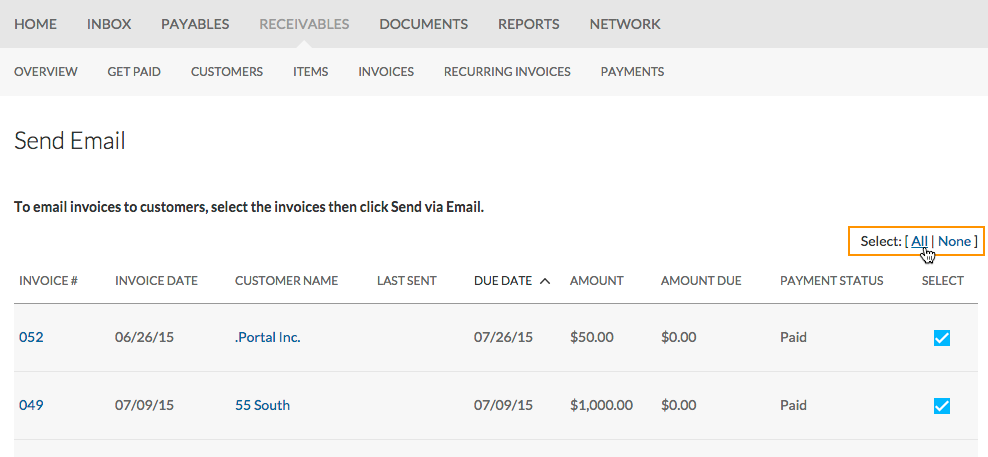 HOME INBOX PAYABLES RECEIVABLES DOCUMENTS REPORTS NETWORK
OVERVIEW GET PAID CUSTOMERS ITEMS INVOICES RECURRING INVOICES PAYMENTS
Send Email
To email invoices to customers, select the invoices then click Send via Email.
Select: [ All | None ]
INVOICE # INVOICE DATE CUSTOMER NAME LAST SENT DUE DATE AMOUNT AMOUNT DUE PAYMENT STATUS SELECT
052 06/26/15 .Portal Inc. 07/26/15 $50.00 $0.00 Paid
049 07/09/15 55 South 07/09/15 $1,000.00 $0.00 Paid